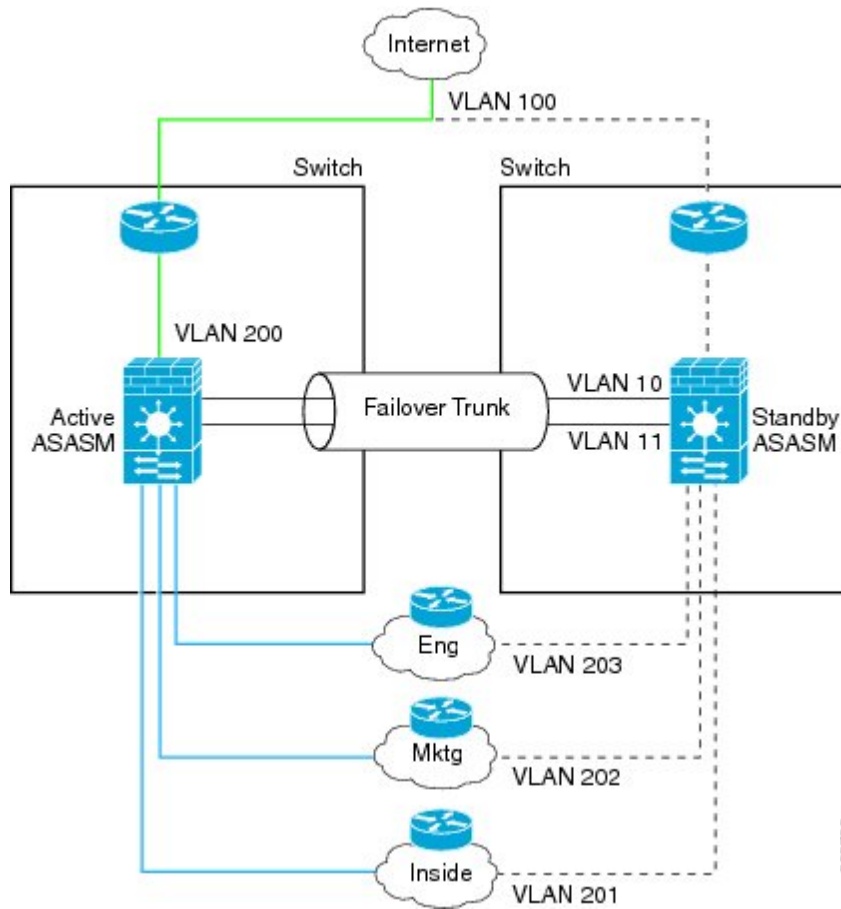 Internet
VLAN 100
Switch
Switch
VLAN 200
Active
ASASM
Failover Trunk
VLAN 10
VLAN 11
Standby
ASASM
Eng
VLAN 203
Mktg
VLAN 202
Inside
VLAN 201